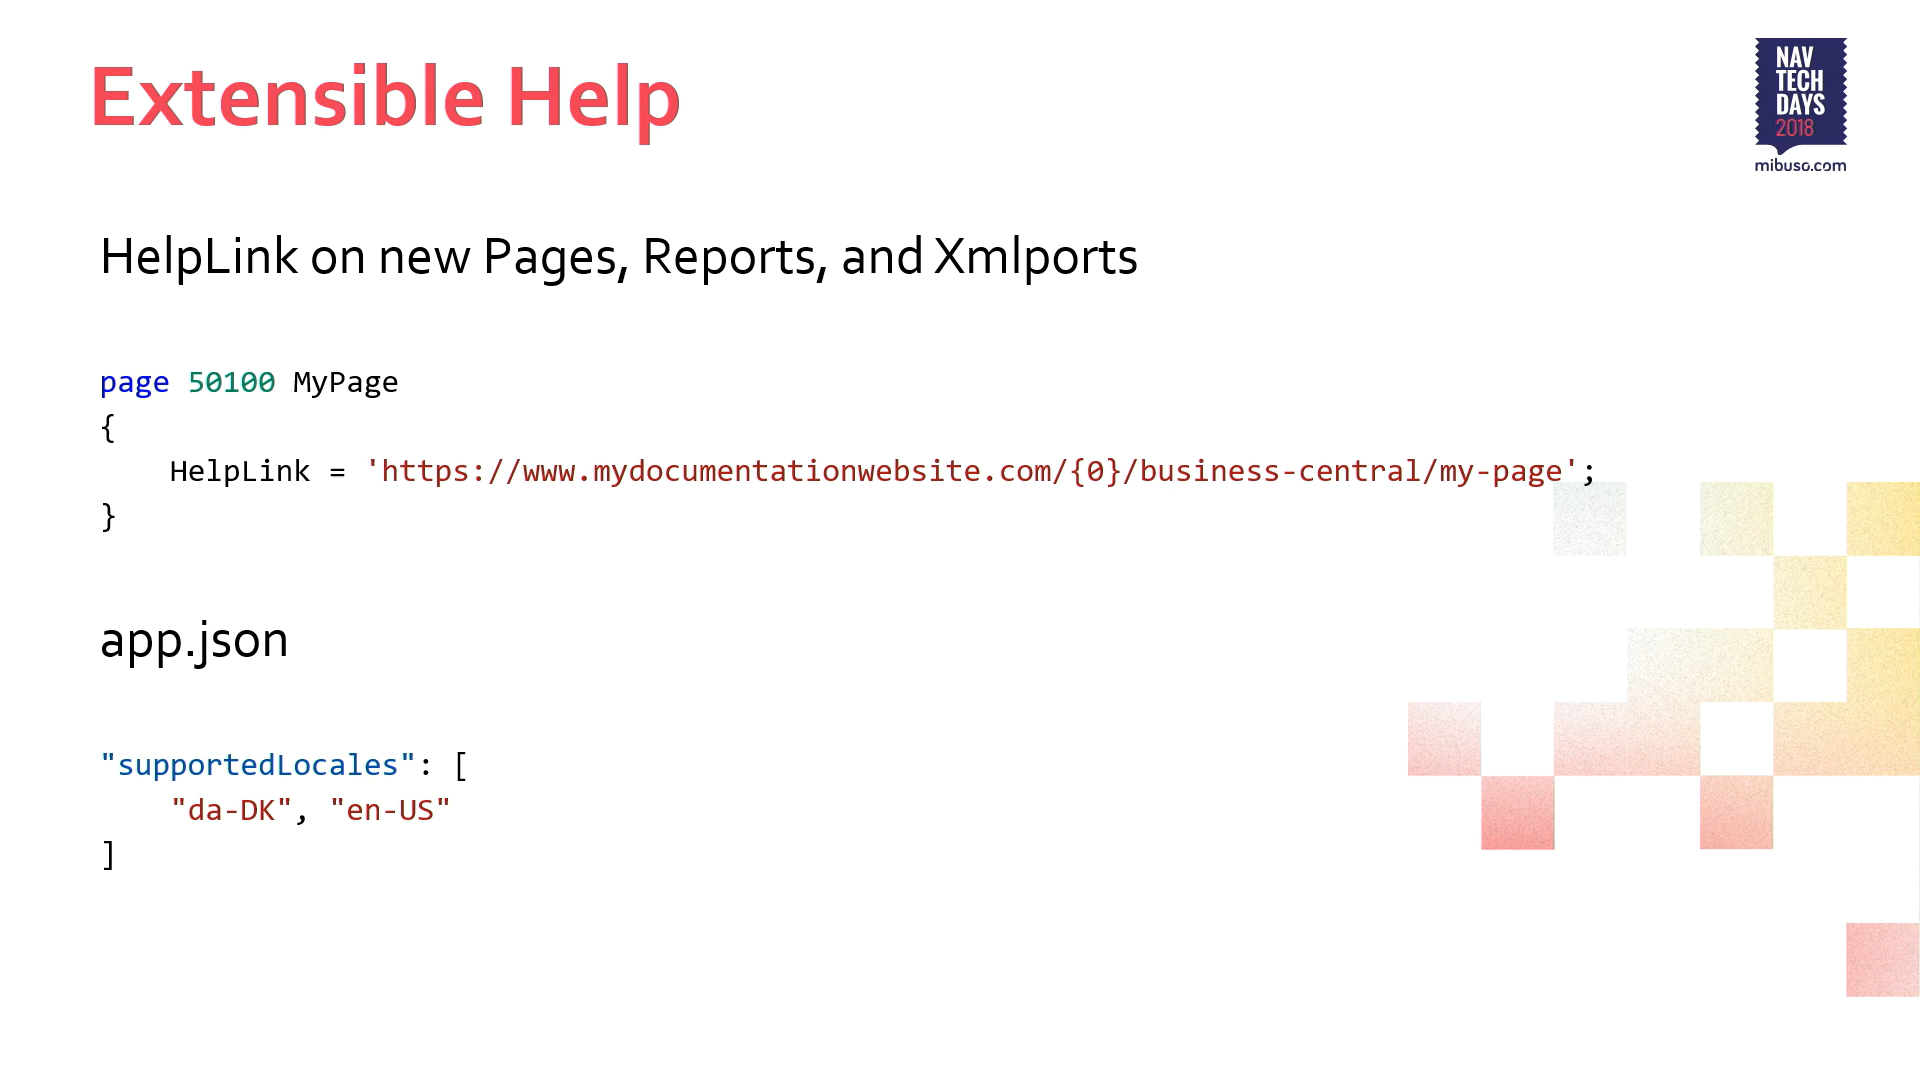 Extensible Help
NAV
TECH
DAYS
2018
mibuso.com
HelpLink on new Pages, Reports, and Xmlports
page 50100 MyPage
{
    HelpLink = 'https://www.mydocumentationwebsite.com/{0}/business-central/my-page';
}
app.json
"supportedLocales": [
    "da-DK", "en-US"
]